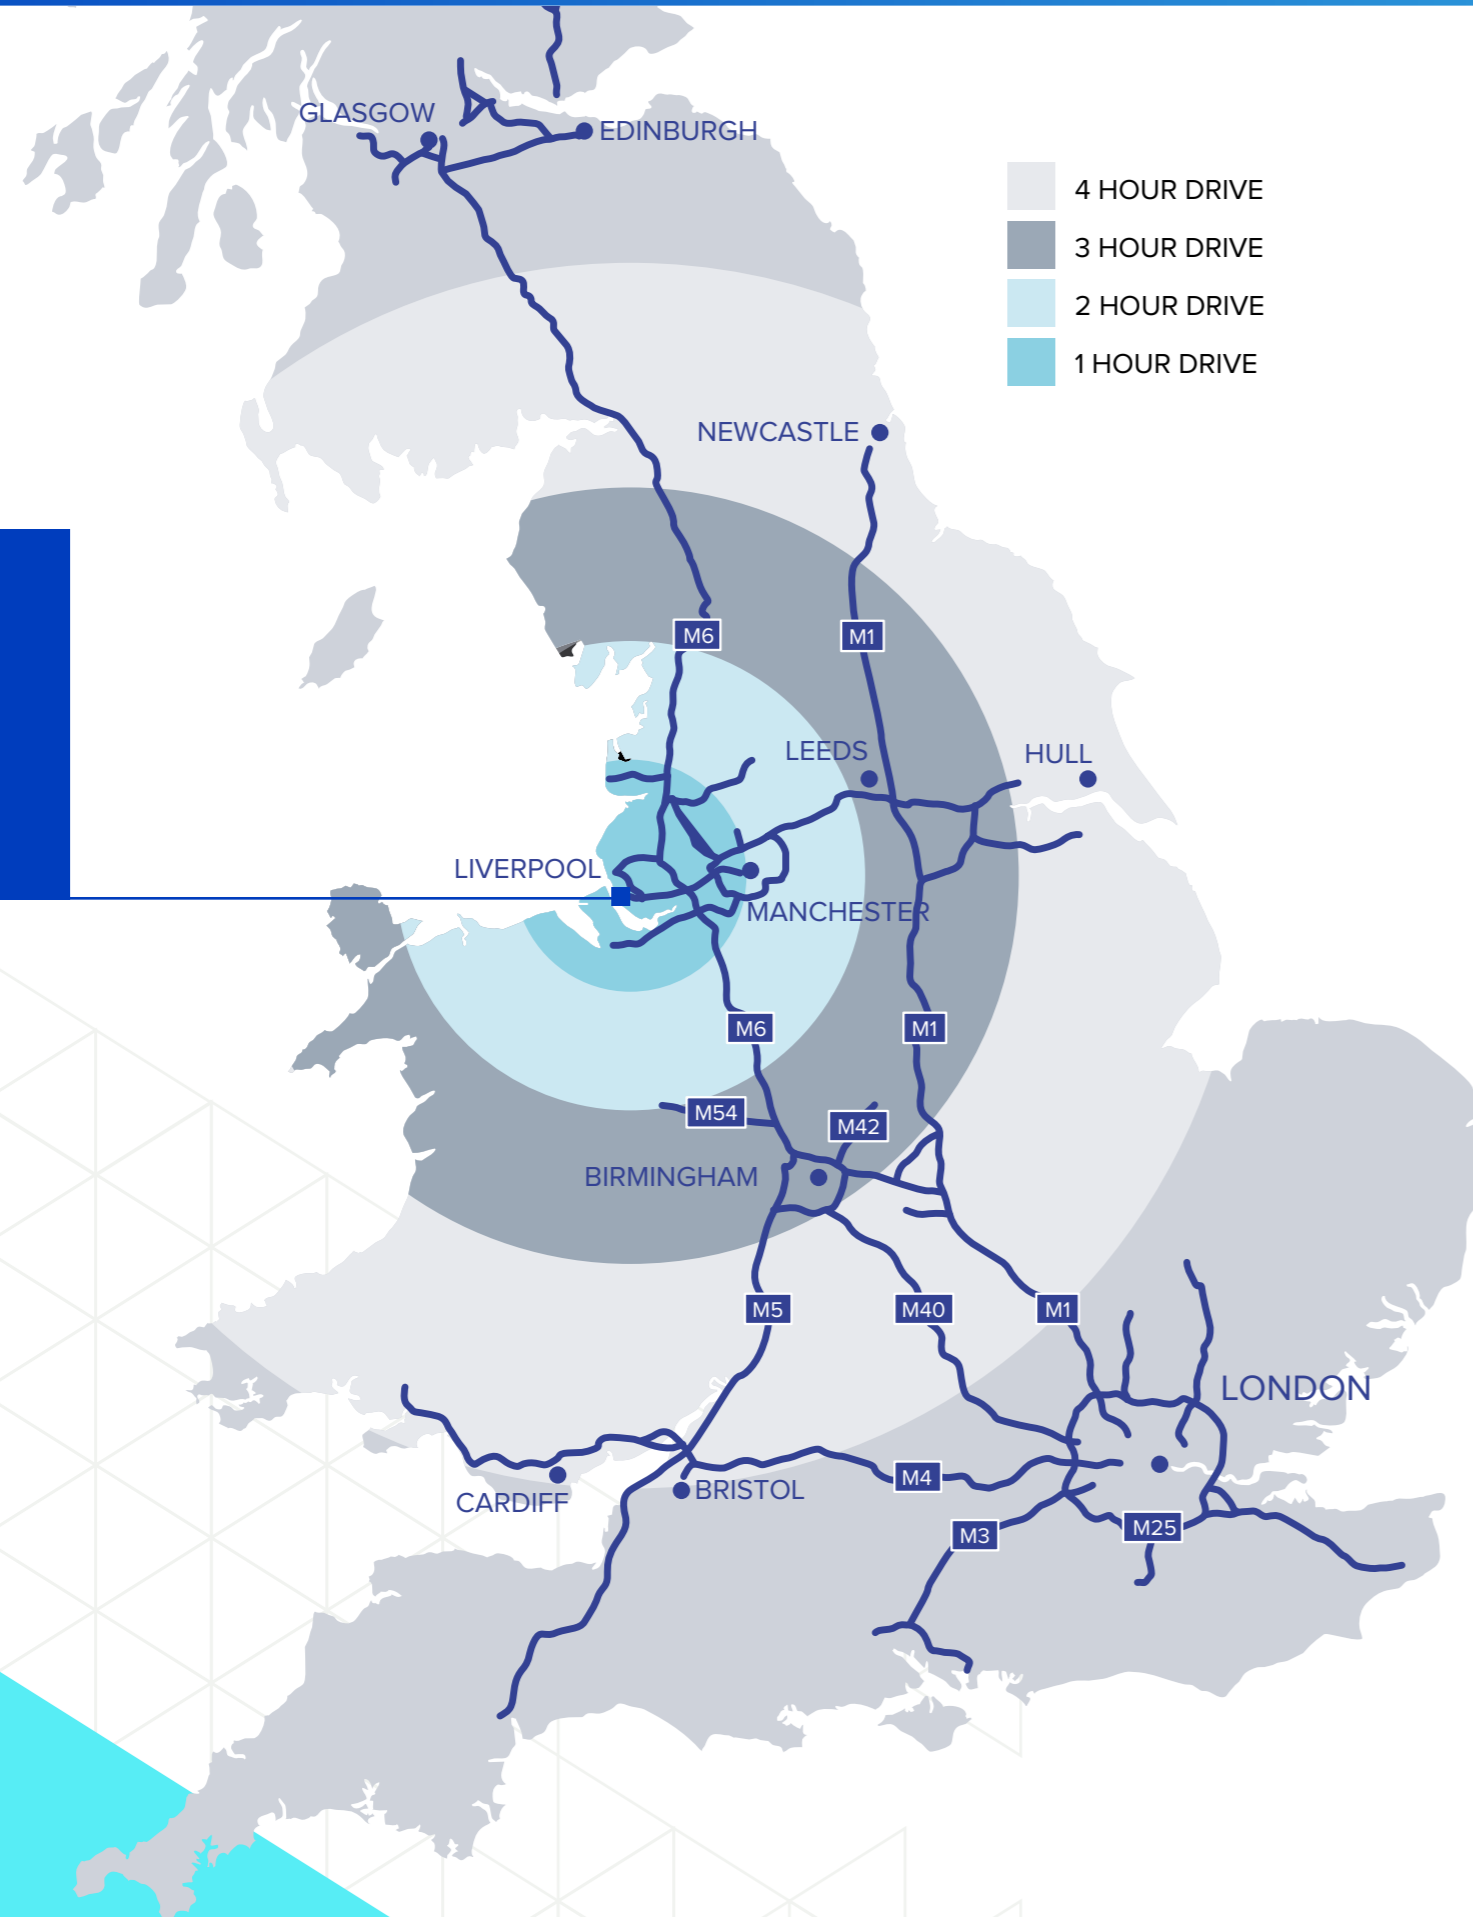 GLASGOW
EDINBURGH
4 HOUR DRIVE
3 HOUR DRIVE
2 HOUR DRIVE
1 HOUR DRIVE
NEWCASTLE
M6
M1
LEEDS
HULL
LIVERPOOL
MANCHESTER
M6
M1
M54
M42
BIRMINGHAM
M5
M40
M1
LONDON
M4
CARDIFF
BRISTOL
M3
M25